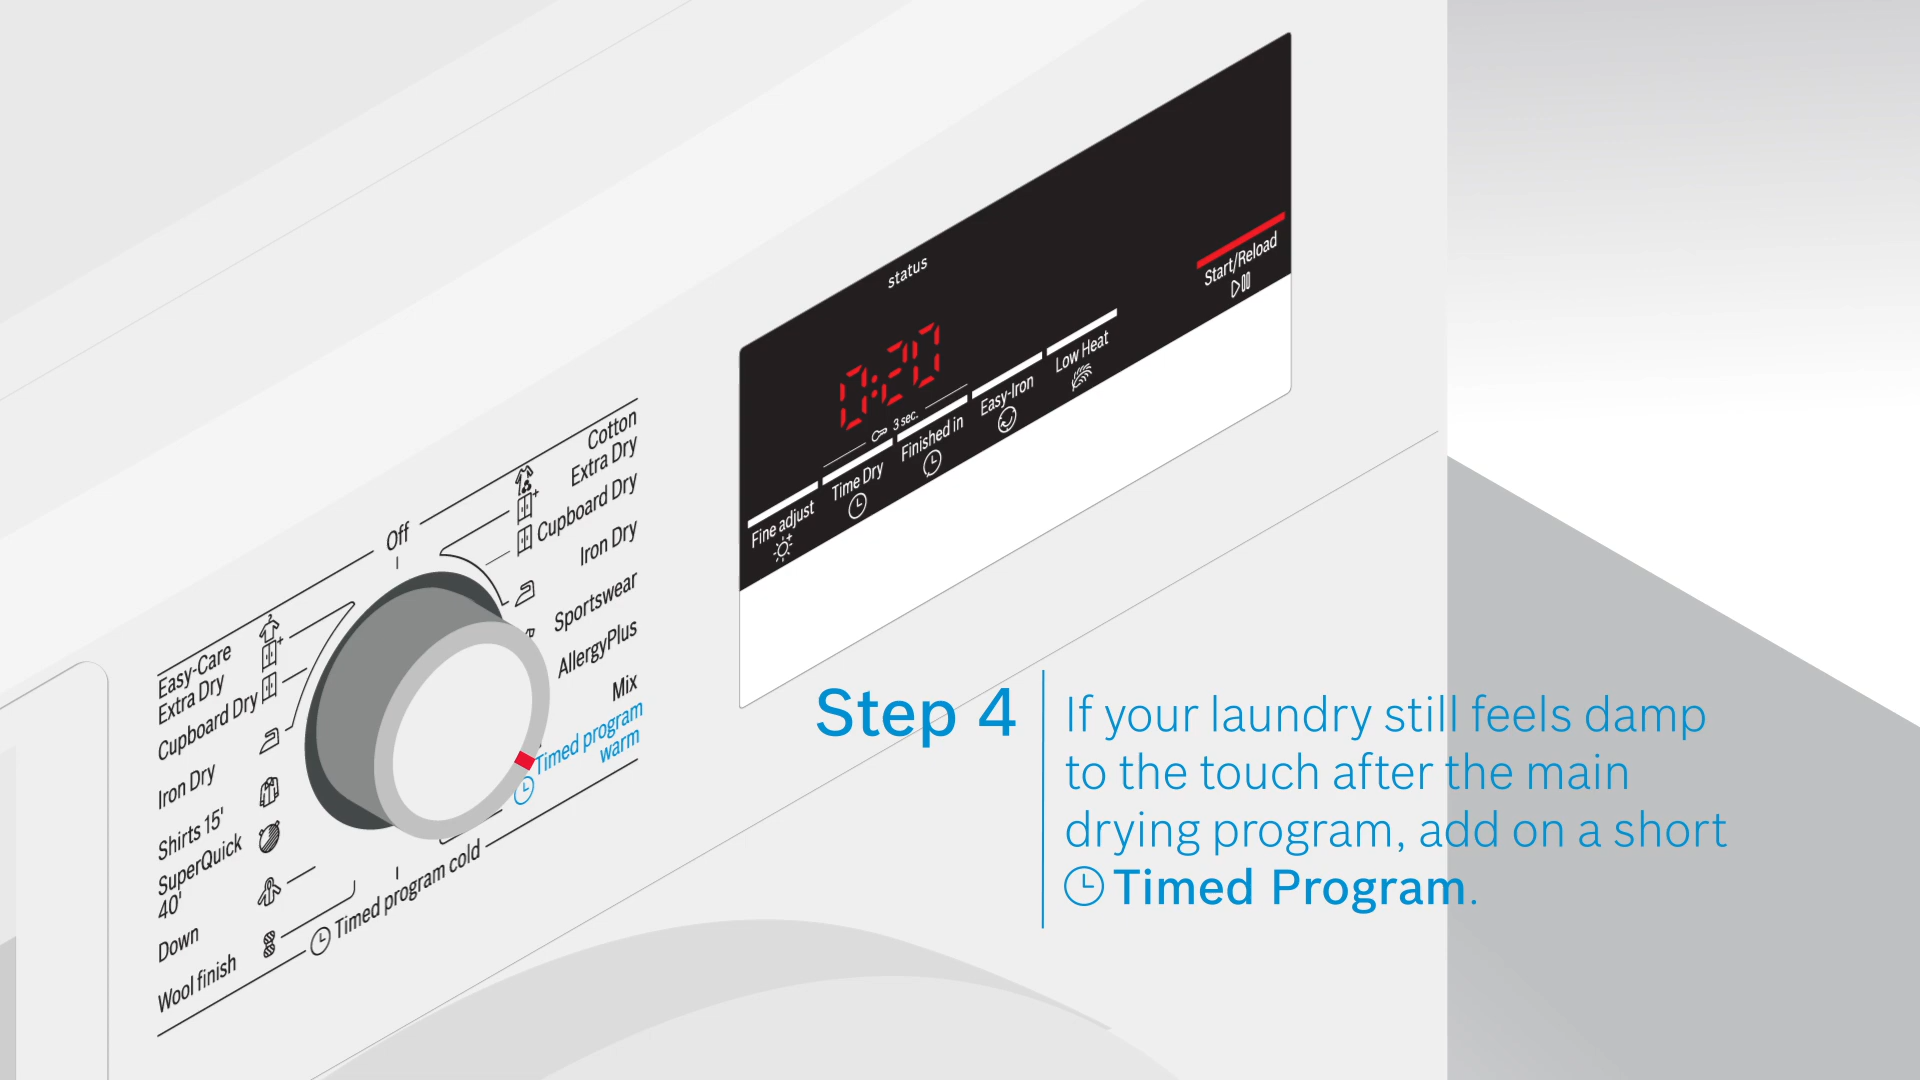 status
0:20
3 sec.
Fine adjust
Time Dry
Finished in
Easy-Iron
Low Heat
Start/Reload
Off
Cotton
Extra Dry
Cupboard Dry
Iron Dry
Sportswear
AllergyPlus
Mix
Timed program
warm
Timed program cold
Easy-Care
Extra Dry
Cupboard Dry
Iron Dry
Shirts 15'
SuperQuick
40'
Down
Wool finish
Step 4
If your laundry still feels damp
to the touch after the main
drying program, add on a short
Timed Program.